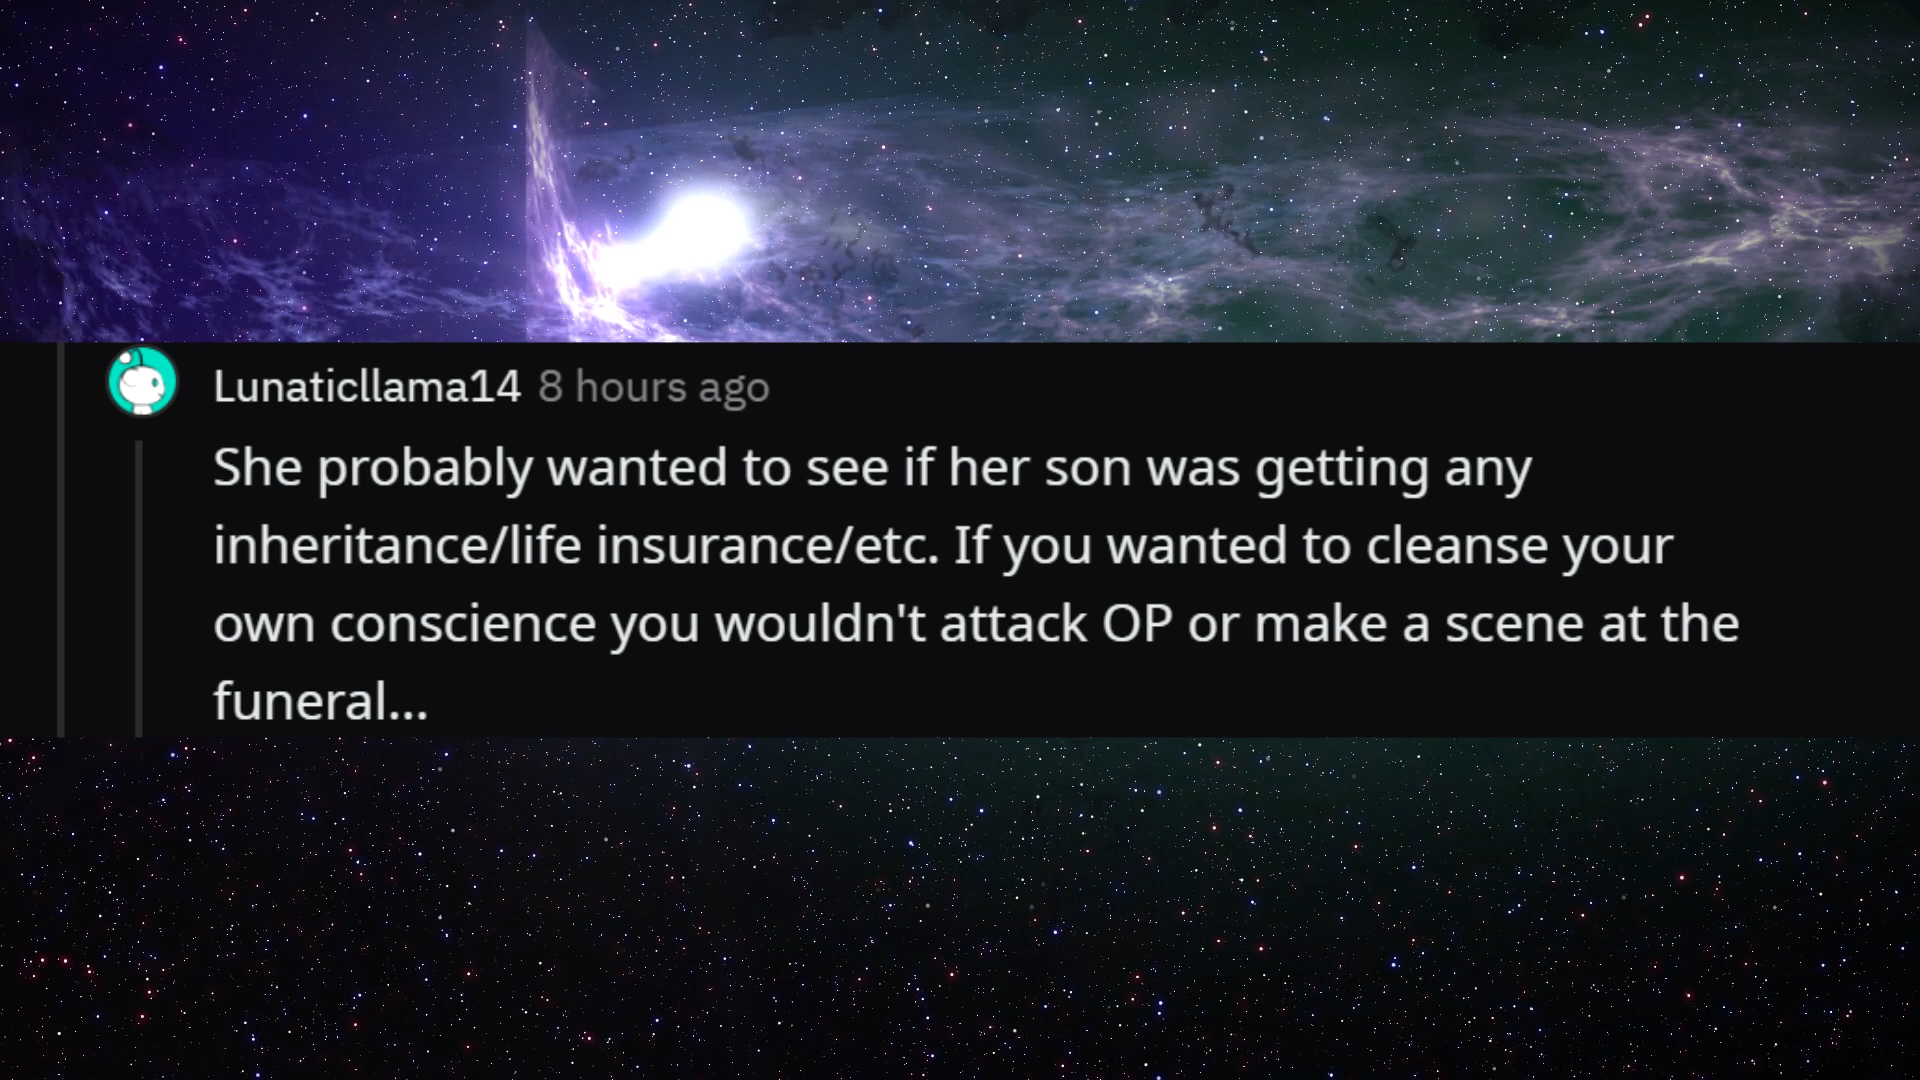 Lunaticllama14 8 hours ago
She probably wanted to see if her son was getting any
inheritance/life insurance/etc. If you wanted to cleanse your
own conscience you wouldn't attack OP or make a scene at the
funeral...